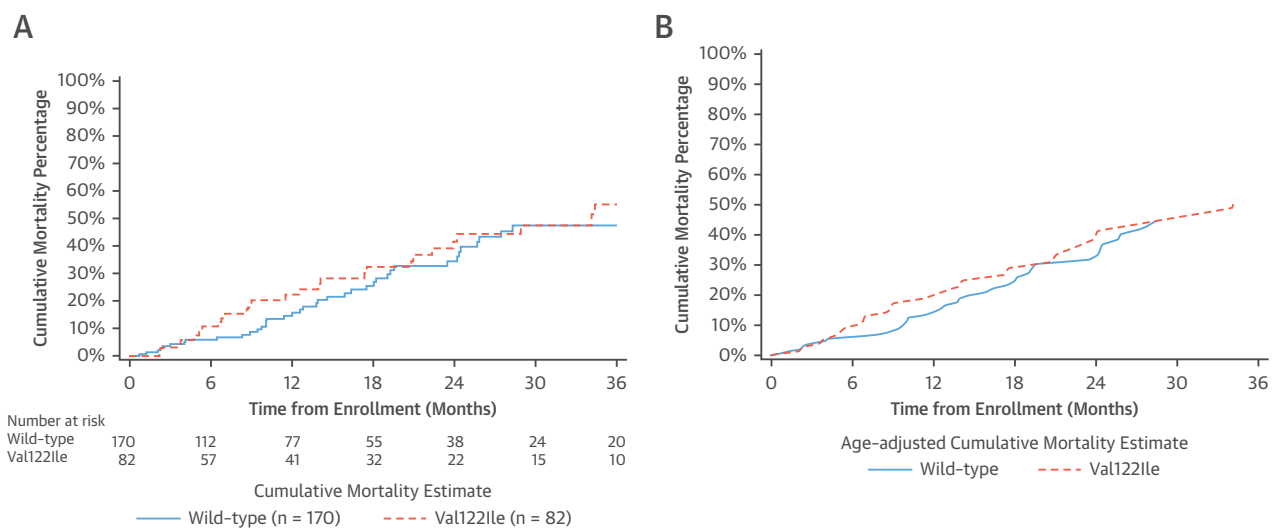 A
Cumulative Mortality Percentage
100%
90%
80%
70%
60%
50%
40%
30%
20%
10%
0%
0 6 12 18 24 30 36
Time from Enrollment (Months)
Number at risk
Wild-type 170 112 77 55 38 24 20
Val122Ile 82 57 41 32 22 15 10
Cumulative Mortality Estimate
Wild-type (n = 170) Val122Ile (n = 82)
B
Cumulative Mortality Percentage
100%
90%
80%
70%
60%
50%
40%
30%
20%
10%
0%
0 6 12 18 24 30 36
Time from Enrollment (Months)
Age-adjusted Cumulative Mortality Estimate
Wild-type Val122Ile